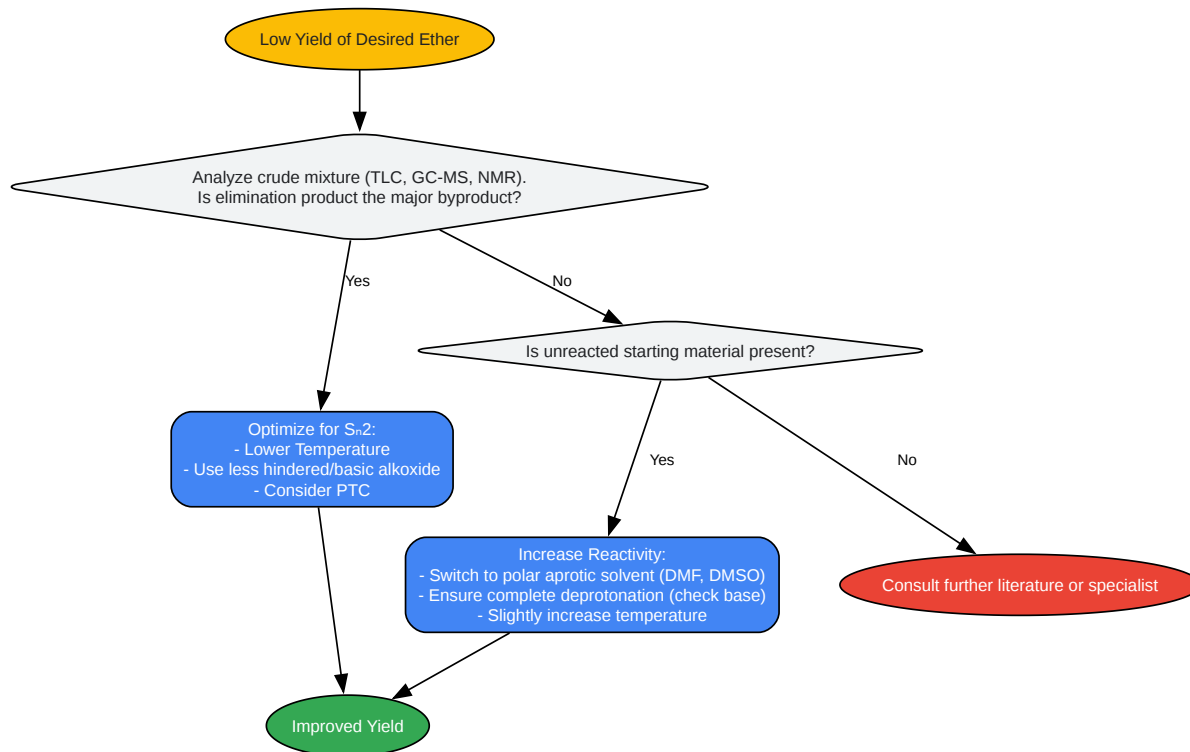 Low Yield of Desired Ether
Analyze crude mixture (TLC, GC-MS, NMR).
Is elimination product the major byproduct?
Yes
No
Is unreacted starting material present?
Optimize for Sₙ2:
- Lower Temperature
- Use less hindered/basic alkoxide
- Consider PTC
Yes
No
Increase Reactivity:
- Switch to polar aprotic solvent (DMF, DMSO)
- Ensure complete deprotonation (check base)
- Slightly increase temperature
Consult further literature or specialist
Improved Yield